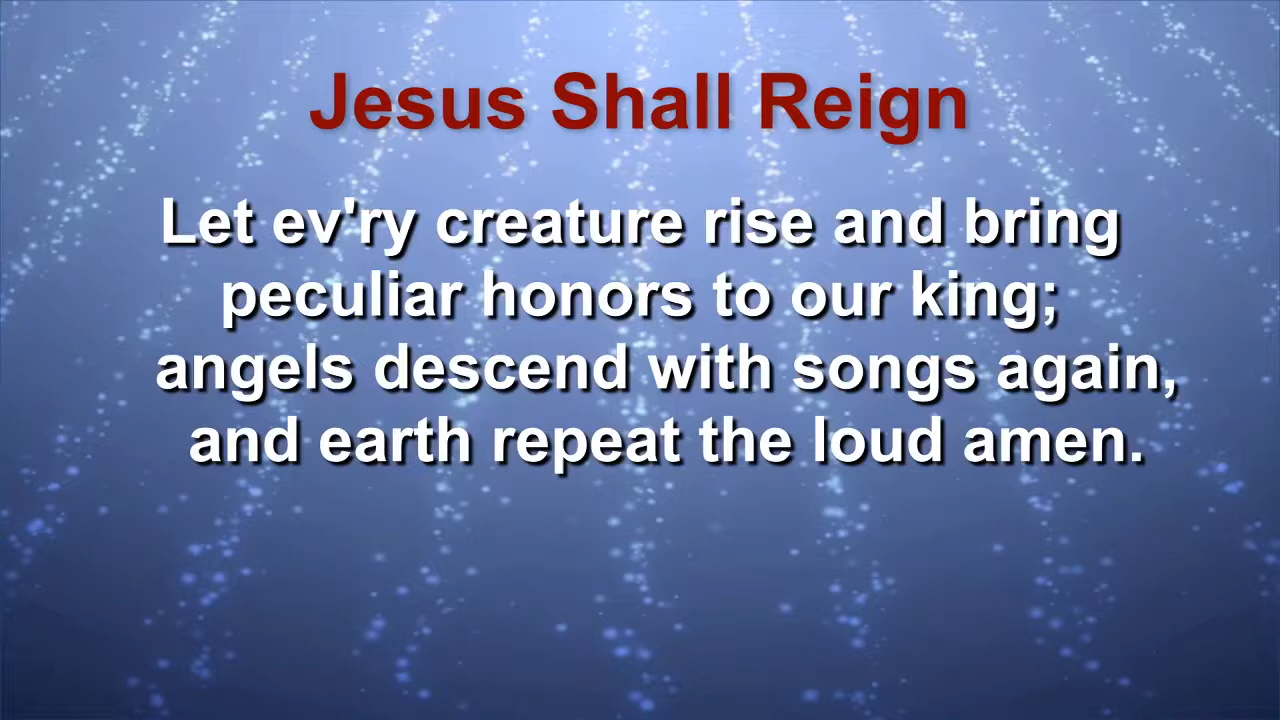 Jesus Shall Reign
Let ev'ry creature rise and bring
peculiar honors to our king;
angels descend with songs again,
and earth repeat the loud amen.